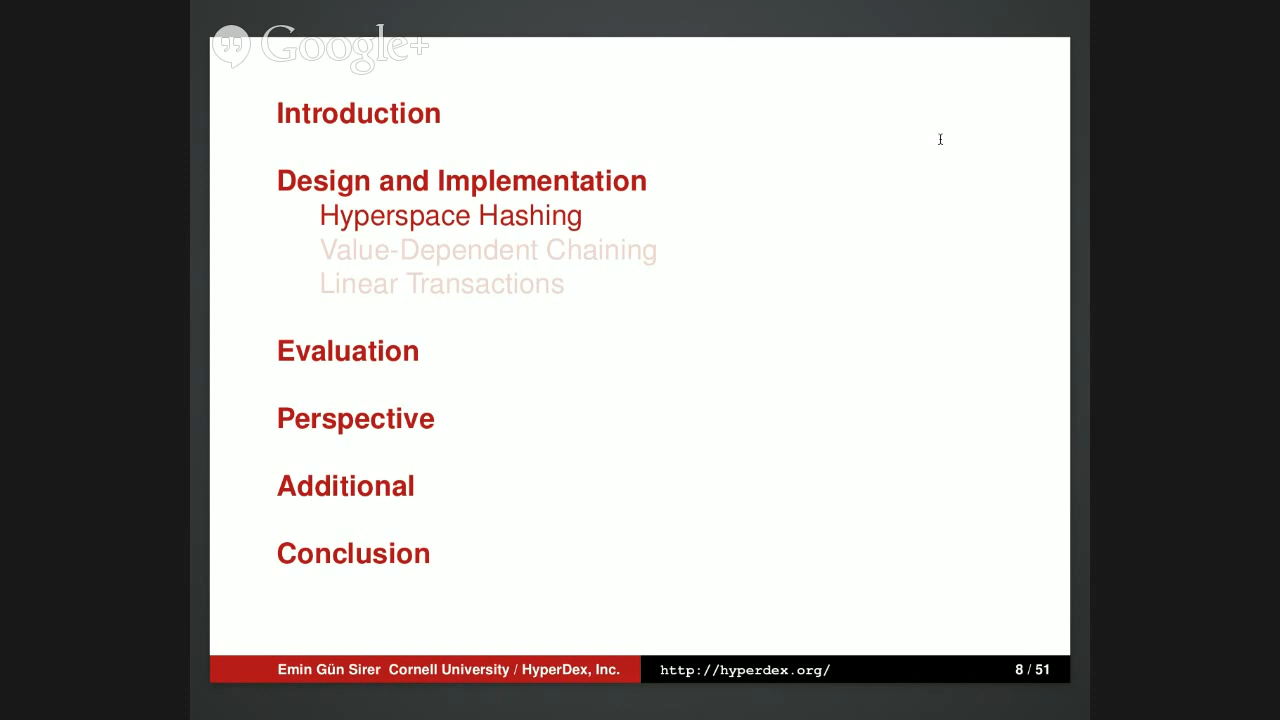 Google+
Introduction
Design and Implementation
Hyperspace Hashing
Value-Dependent Chaining
Linear Transactions
Evaluation
Perspective
Additional
Conclusion
Emin Gün Sirer Cornell University / HyperDex, Inc. http://hyperdex.org/ 8 / 51